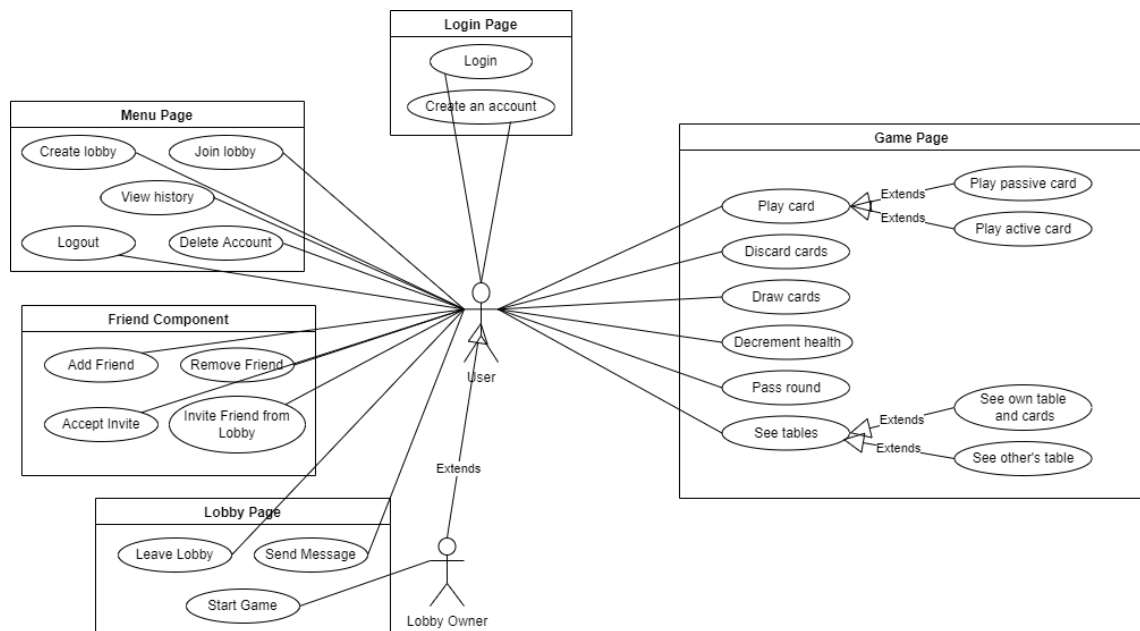 Login Page
Login
Create an account
Menu Page
Create lobby
Join lobby
View history
Logout
Delete Account
Game Page
Play card
Extends
Play passive card
Extends
Play active card
Discard cards
Draw cards
Decrement health
Pass round
See tables
Extends
See own table
and cards
Extends
See other's table
Friend Component
Add Friend
Remove Friend
Accept Invite
Invite Friend from
Lobby
User
Extends
Lobby Page
Leave Lobby
Send Message
Start Game
Lobby Owner